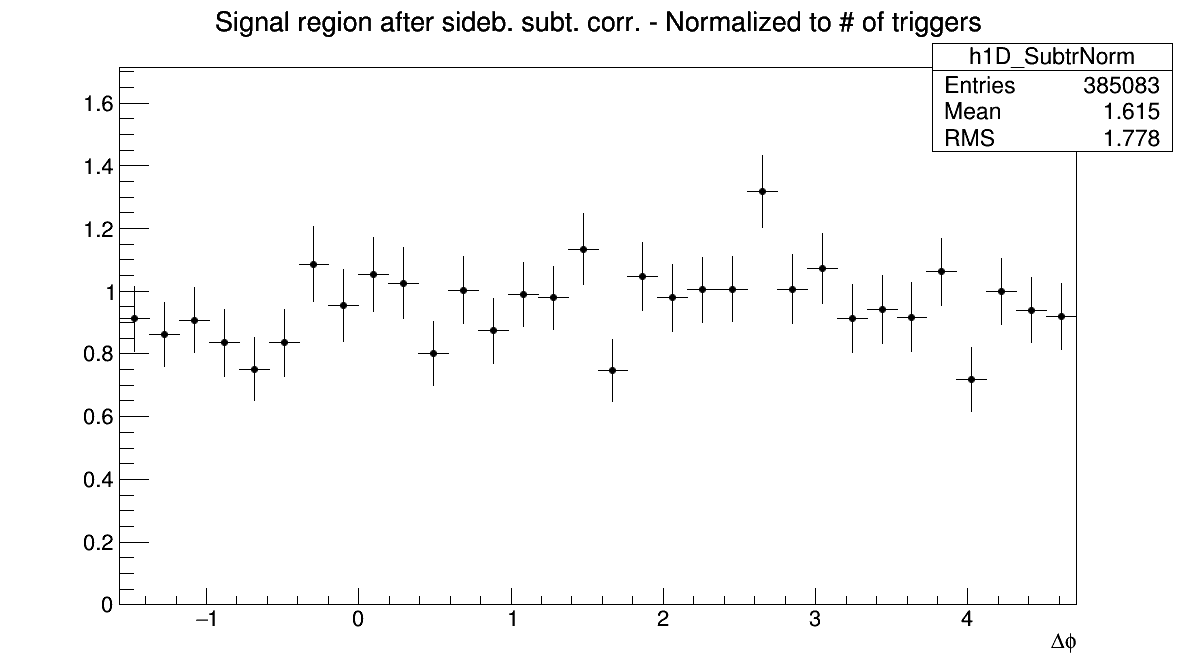 Signal region after sideb. subt. corr. - Normalized to # of triggers
h1D_SubtrNorm
Entries 385083
Mean 1.615
RMS 1.778
1.6
1.4
1.2
1
0.8
0.6
0.4
0.2
0
−1 0 1 2 3 4
Δϕ